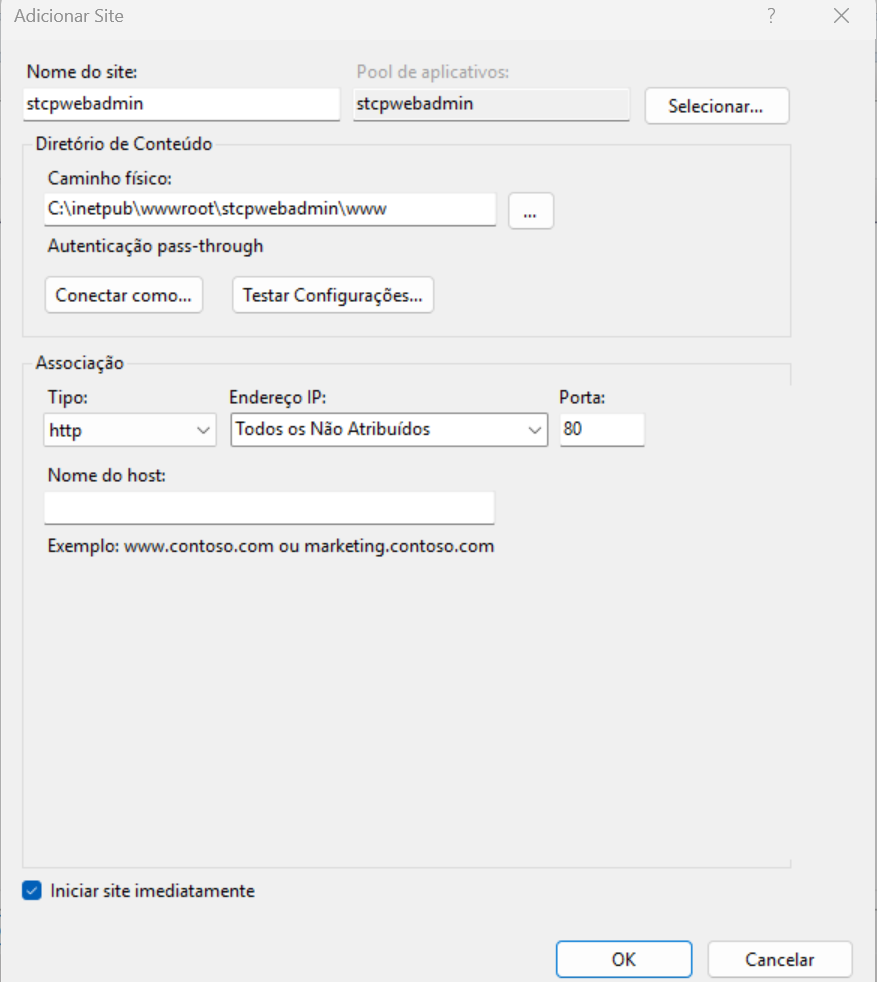 Adicionar Site ?
Nome do site: Pool de aplicativos:
stcpwebadmin stcpwebadmin Selecionar...
Diretório de Conteúdo
Caminho físico:
C:\inetpub\wwwroot\stcpwebadmin\www ...
Autenticação pass-through
Conectar como... Testar Configurações...
Associação
Tipo: Endereço IP: Porta:
http Todos os Não Atribuídos 80
Nome do host:
Exemplo: www.contoso.com ou marketing.contoso.com
Iniciar site imediatamente
OK Cancelar